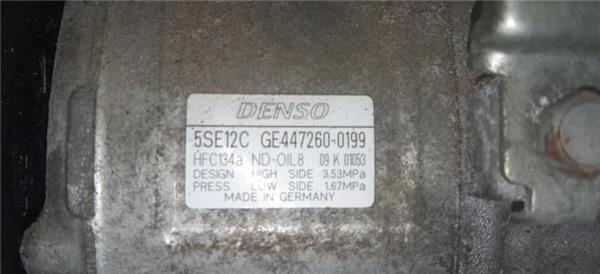 DENSO
5SE12C GE447260-0199
HFC134a ND-OIL8 09 K 01053
DESIGN HIGH SIDE 3.53MPa
PRESS LOW SIDE 1.67MPa
MADE IN GERMANY